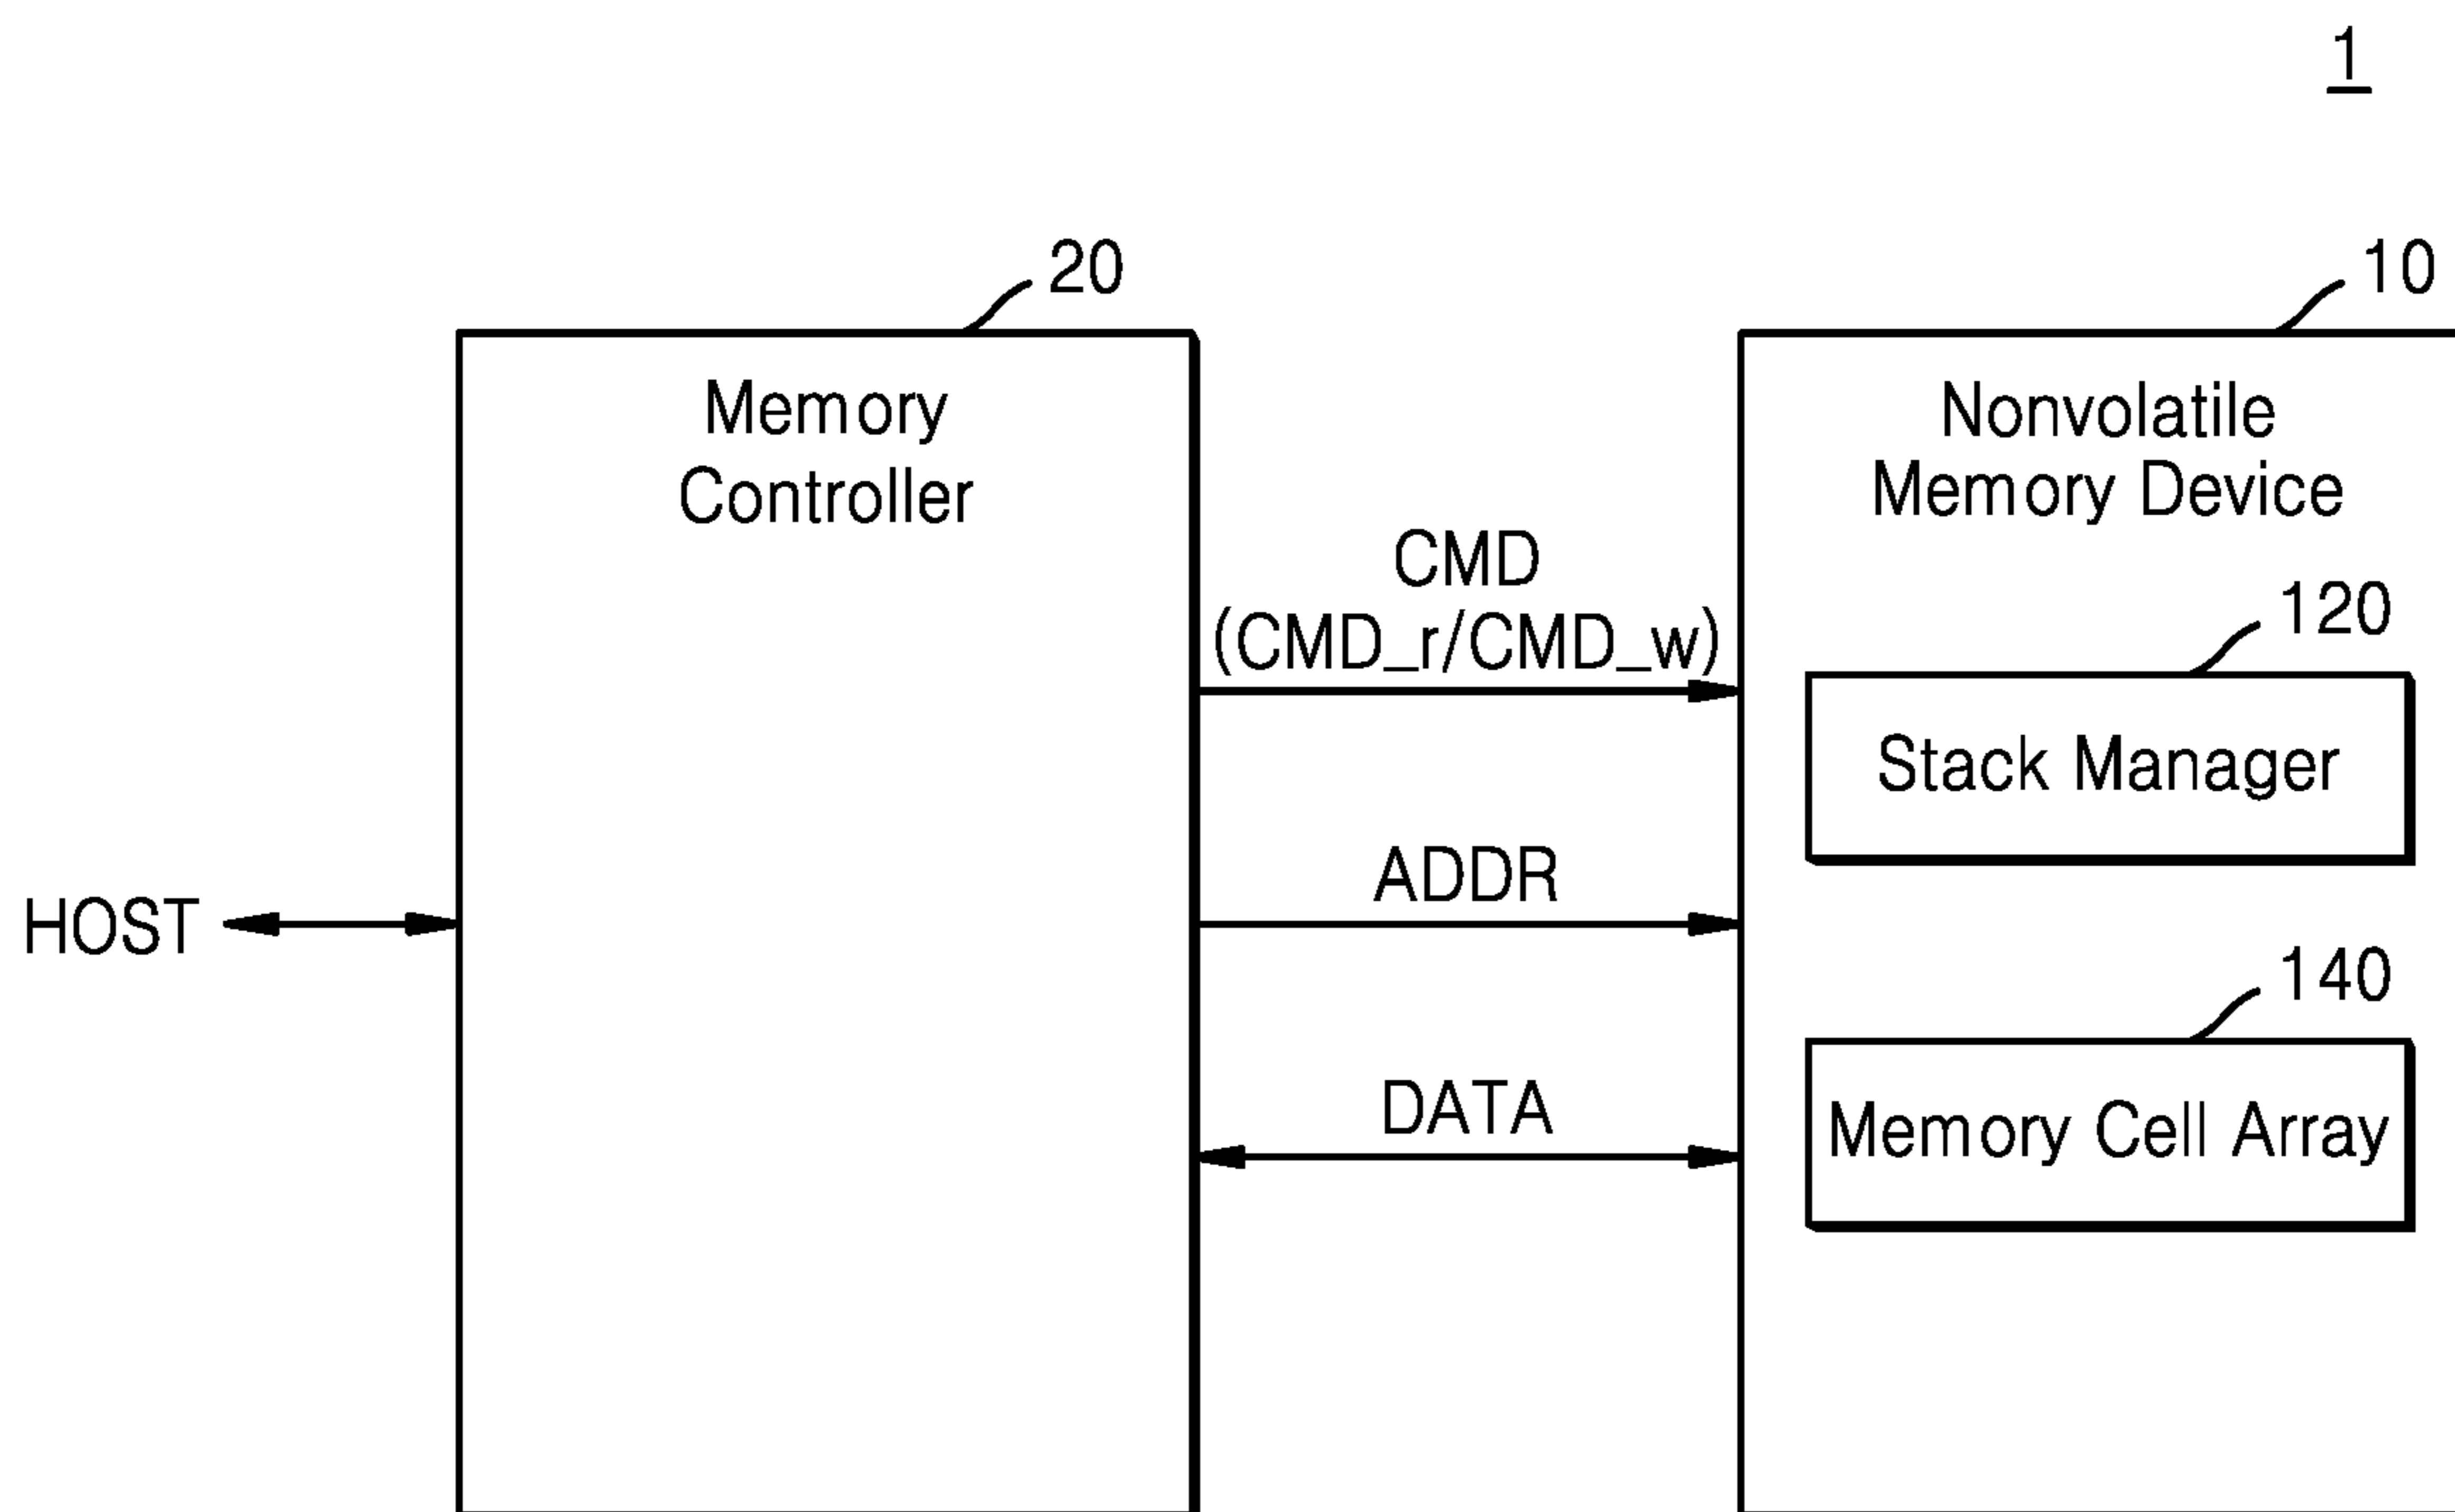 1
20
10
Memory
Controller
Nonvolatile
Memory Device
CMD
(CMD_r/CMD_w)
120
Stack Manager
ADDR
HOST
140
DATA
Memory Cell Array